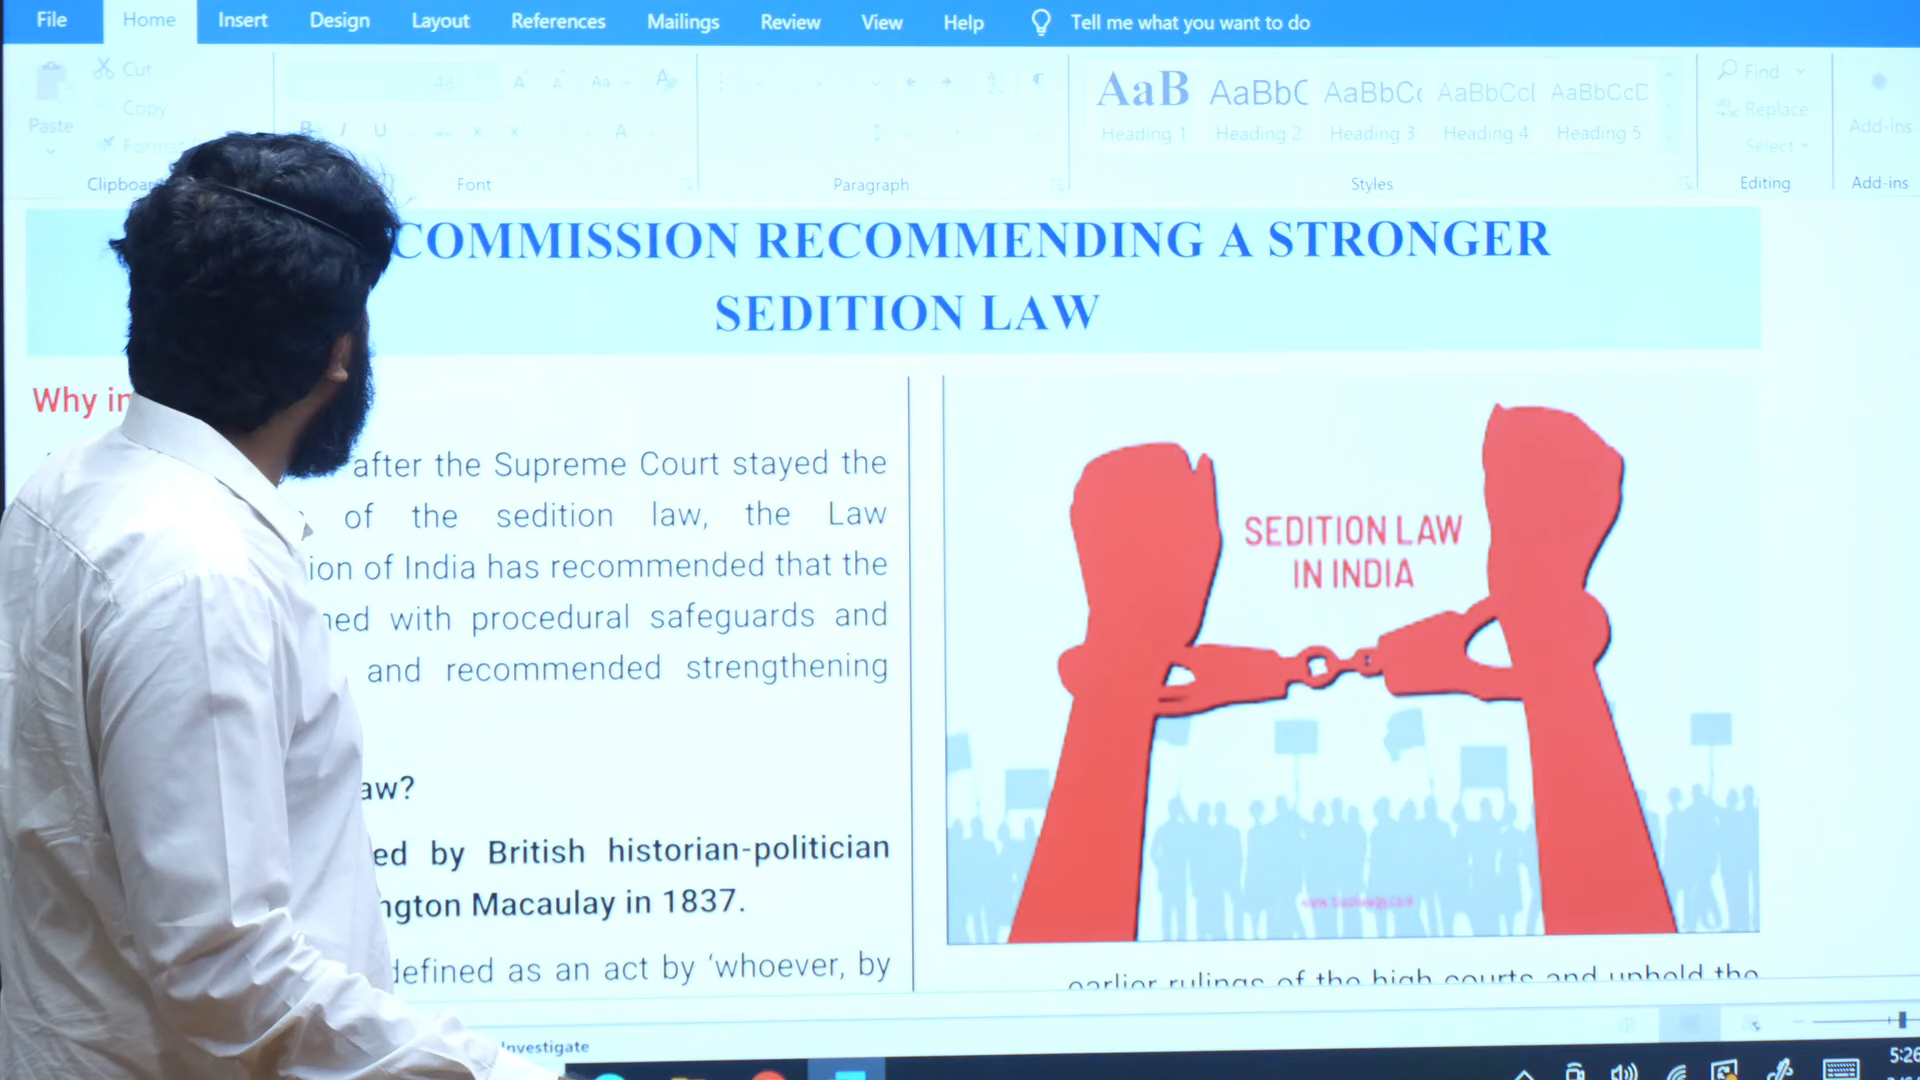 File Home Insert Design Layout References Mailings Review View Help Tell me what you want to do
Cut
Copy
Paste
Format
Clipboar
48
Aa
B I U
A
Font
Paragraph
AaB AaBbC AaBbCc AaBbCcI AaBbCcD
Heading 1 Heading 2 Heading 3 Heading 4 Heading 5
Styles
Find
Replace
Select
Editing
Add-ins
Add-ins
COMMISSION RECOMMENDING A STRONGER
SEDITION LAW
Why in
after the Supreme Court stayed the
of the sedition law, the Law
ion of India has recommended that the
ned with procedural safeguards and
and recommended strengthening
aw?
ed by British historian-politician
ngton Macaulay in 1837.
defined as an act by ‘whoever, by
SEDITION LAW
IN INDIA
earlier rulings of the high courts and uphold the
Investigate
5:26